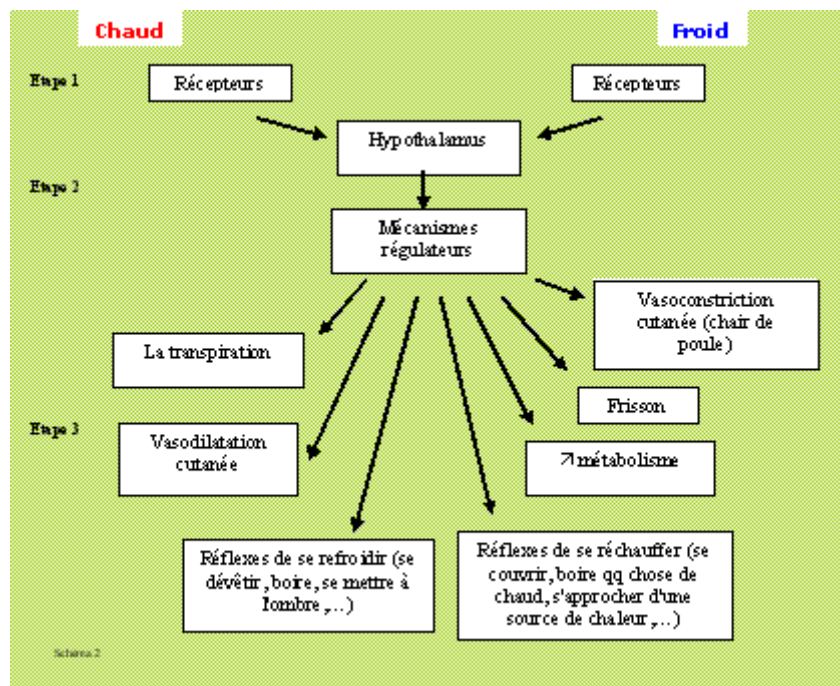 Chaud
Froid
Etape 1
Récepteurs
Récepteurs
Hypothalamus
Etape 2
Mécanismes
régulateurs
Vasoconstriction
cutanée (chair de
poule)
La transpiration
Frisson
Etape 3
Vasodilatation
cutanée
↗ métabolisme
Réflexes de se refroidir (se
dévêtir, boire, se mettre à
l'ombre,...)
Réflexes de se réchauffer (se
couvrir, boire qq chose de
chaud, s'approcher d'une
source de chaleur,...)
Schéma 2